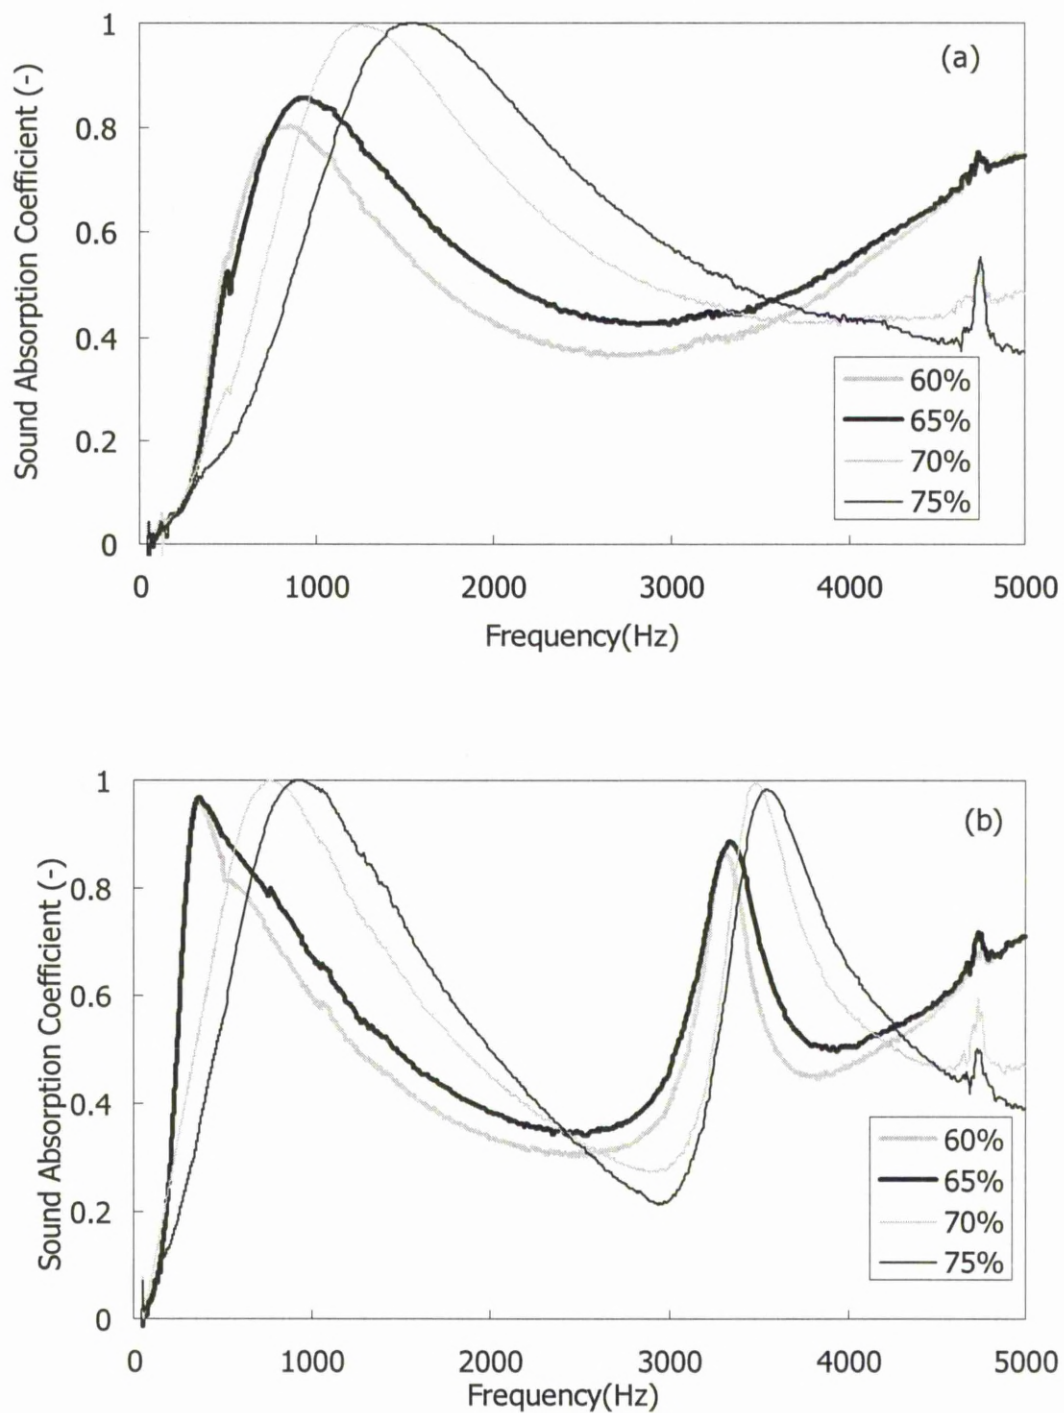 (a)
Sound Absorption Coefficient (-)
1
0.8
0.6
0.4
0.2
0
0 1000 2000 3000 4000 5000
Frequency(Hz)
60%
65%
70%
75%
(b)
Sound Absorption Coefficient (-)
1
0.8
0.6
0.4
0.2
0
0 1000 2000 3000 4000 5000
Frequency(Hz)
60%
65%
70%
75%